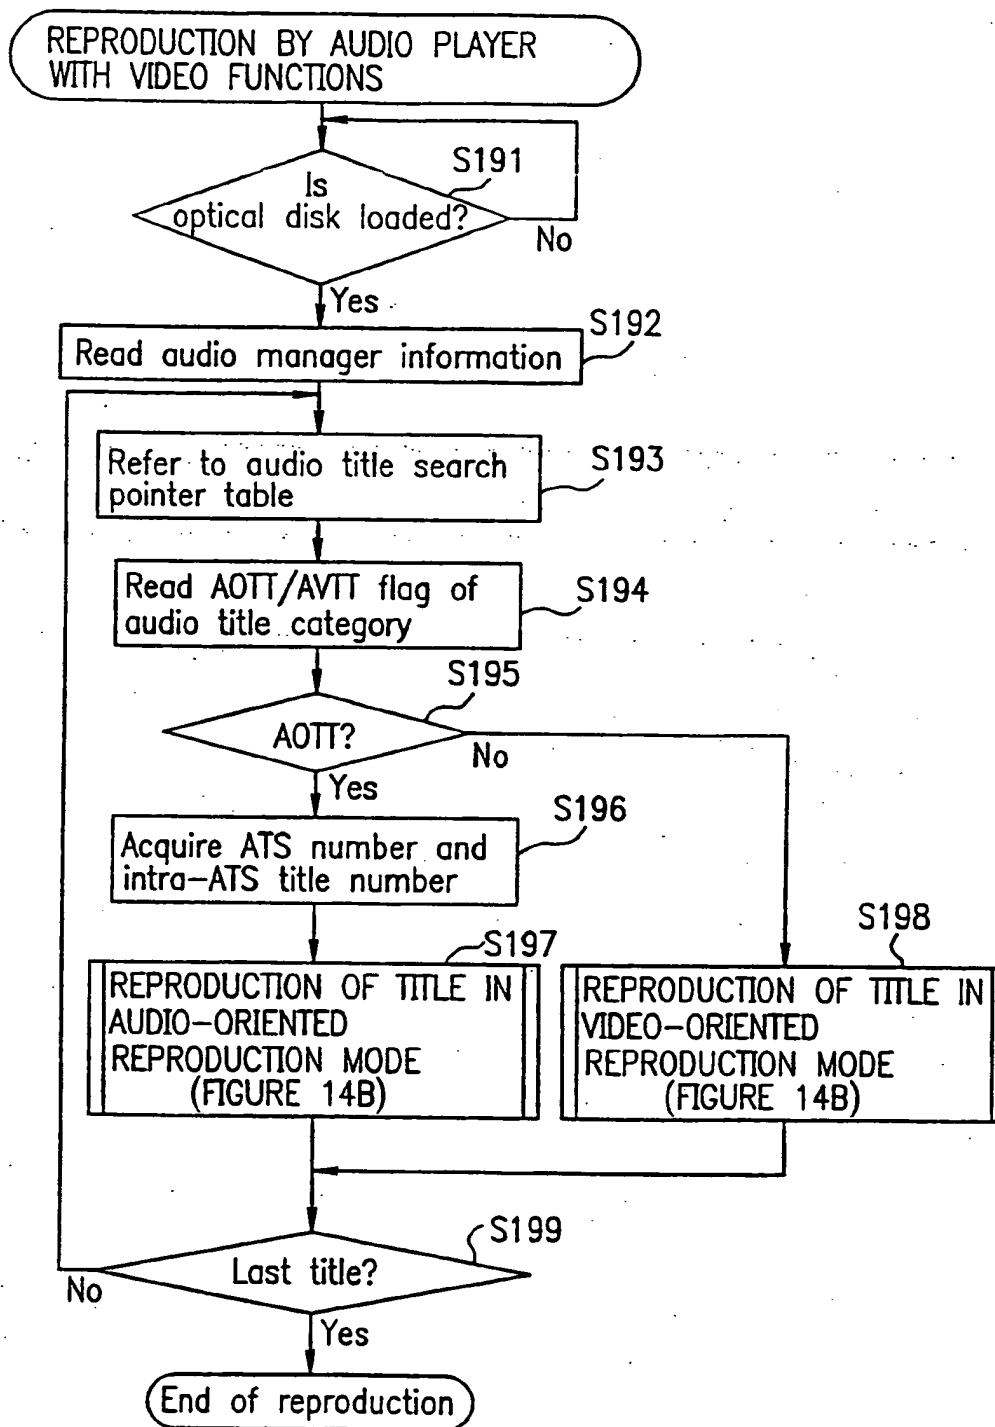 REPRODUCTION BY AUDIO PLAYER
WITH VIDEO FUNCTIONS
S191
Is
optical disk loaded?
No
Yes
S192
Read audio manager information
S193
Refer to audio title search
pointer table
S194
Read AOTT/AVTT flag of
audio title category
S195
AOTT?
No
Yes
S196
Acquire ATS number and
intra-ATS title number
S197
REPRODUCTION OF TITLE IN
AUDIO-ORIENTED
REPRODUCTION MODE
(FIGURE 14B)
S198
REPRODUCTION OF TITLE IN
VIDEO-ORIENTED
REPRODUCTION MODE
(FIGURE 14B)
S199
Last title?
No
Yes
End of reproduction